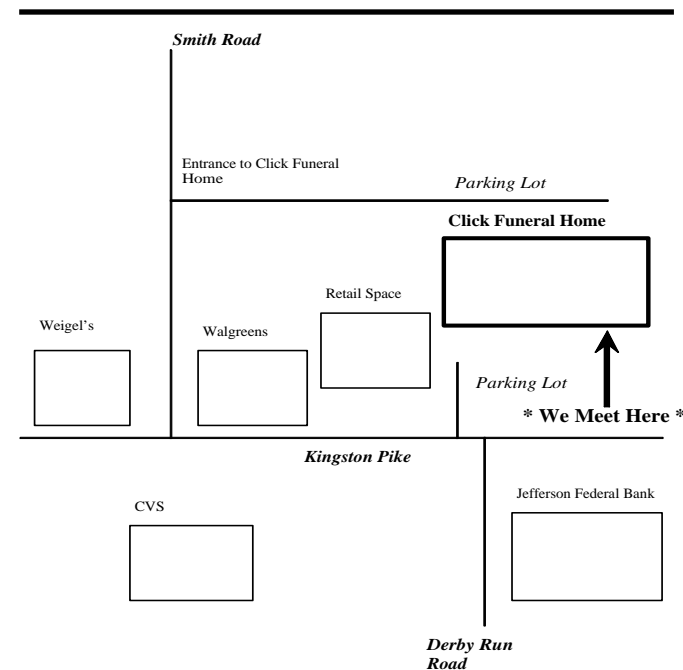 Smith Road
Entrance to Click Funeral
Home
Parking Lot
Click Funeral Home
Retail Space
Weigel's
Walgreens
Parking Lot
* We Meet Here *
Kingston Pike
Jefferson Federal Bank
CVS
Derby Run
Road